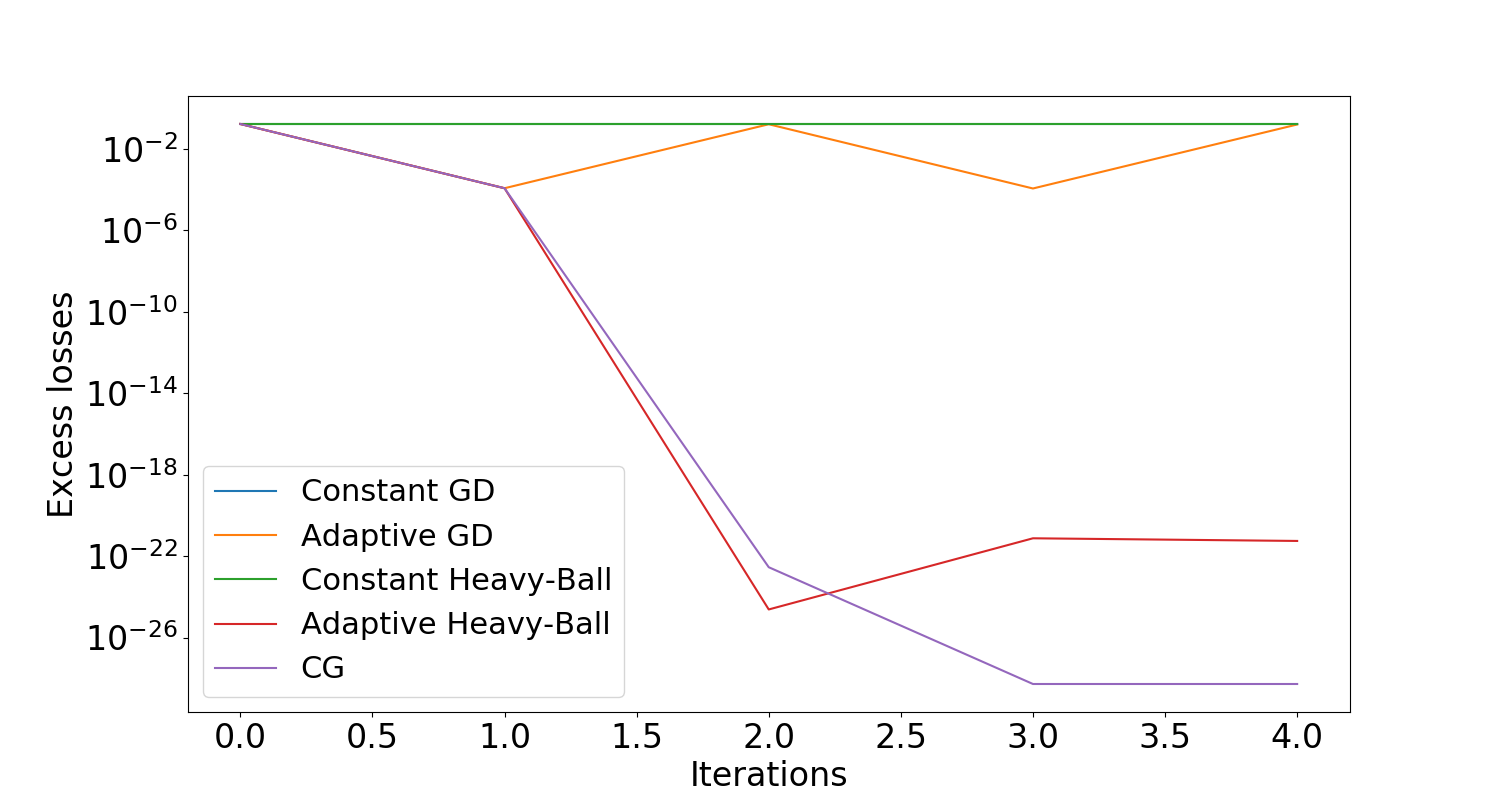 10⁻²
10⁻⁶
10⁻¹⁰
10⁻¹⁴
10⁻¹⁸
10⁻²²
10⁻²⁶
Excess losses
Constant GD
Adaptive GD
Constant Heavy-Ball
Adaptive Heavy-Ball
CG
0.0 0.5 1.0 1.5 2.0 2.5 3.0 3.5 4.0
Iterations